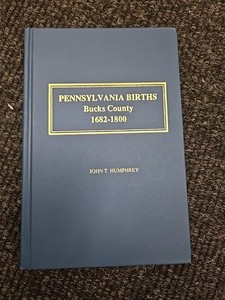 PENNSYLVANIA BIRTHS
Bucks County
1682-1800
JOHN T. HUMPHREY